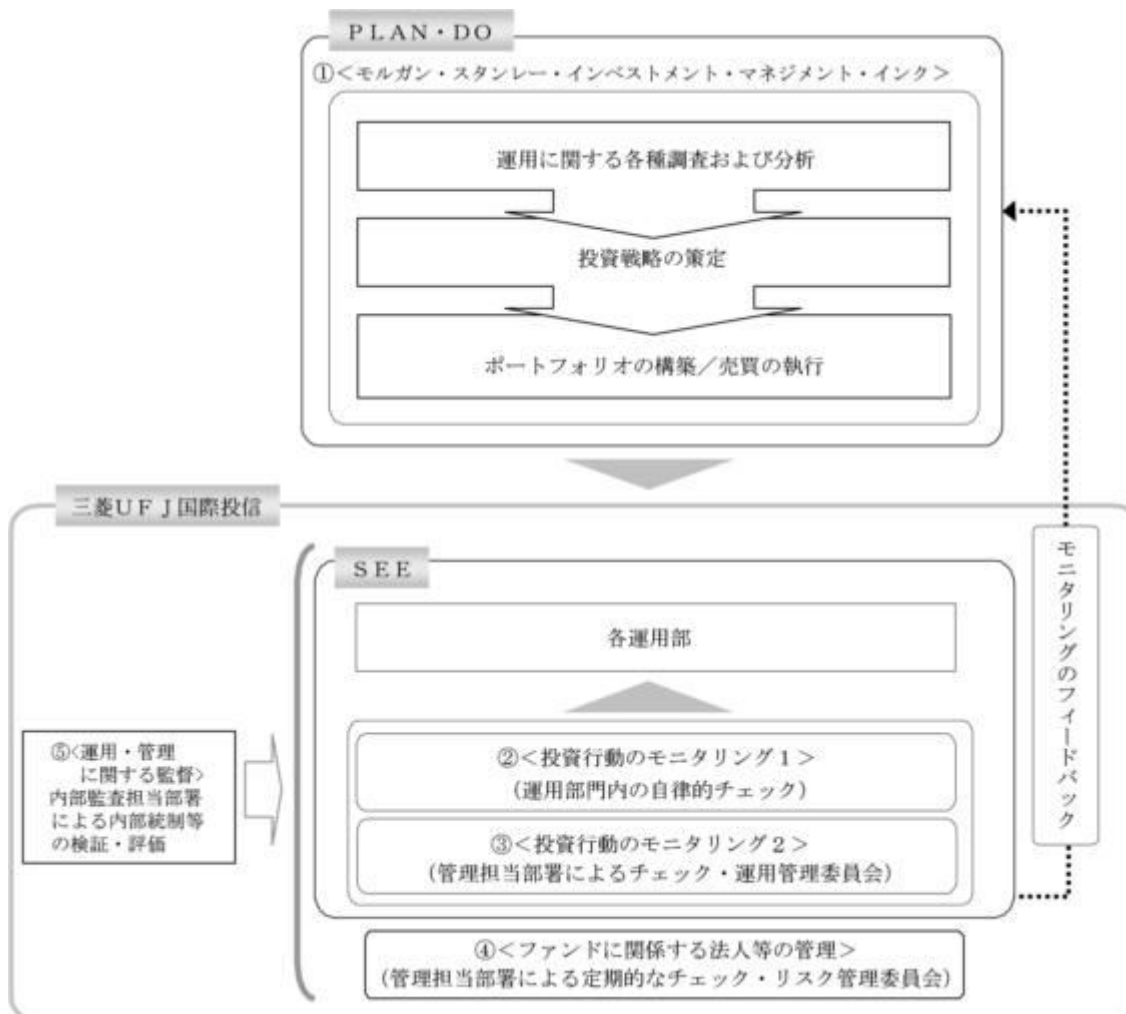 PLAN・DO
①＜モルガン・スタンレー・インベストメント・マネジメント・インク＞
運用に関する各種調査および分析
投資戦略の策定
ポートフォリオの構築／売買の執行
三菱UFJ国際投信
SEE
各運用部
②＜投資行動のモニタリング1＞
（運用部門内の自律的チェック）
③＜投資行動のモニタリング2＞
（管理担当部署によるチェック・運用管理委員会）
④＜ファンドに関係する法人等の管理＞
（管理担当部署による定期的なチェック・リスク管理委員会）
⑤＜運用・管理
に関する監督＞
内部監査担当部署
による内部統制等
の検証・評価
モニタリングのフィードバック